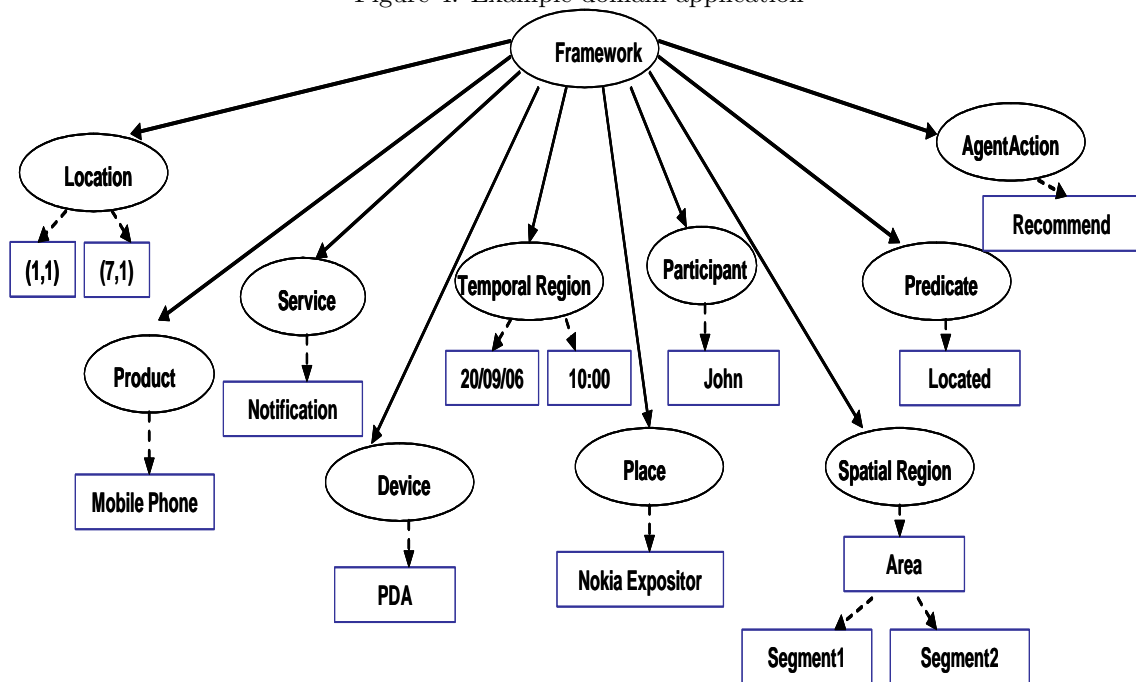 Figure 4: Example domain application
Framework
AgentAction
Location
Recommend
(1,1)
(7,1)
Service
Temporal Region
Participant
Predicate
Product
Notification
20/09/06
10:00
John
Located
Mobile Phone
Device
Place
Spatial Region
PDA
Nokia Expositor
Area
Segment1
Segment2